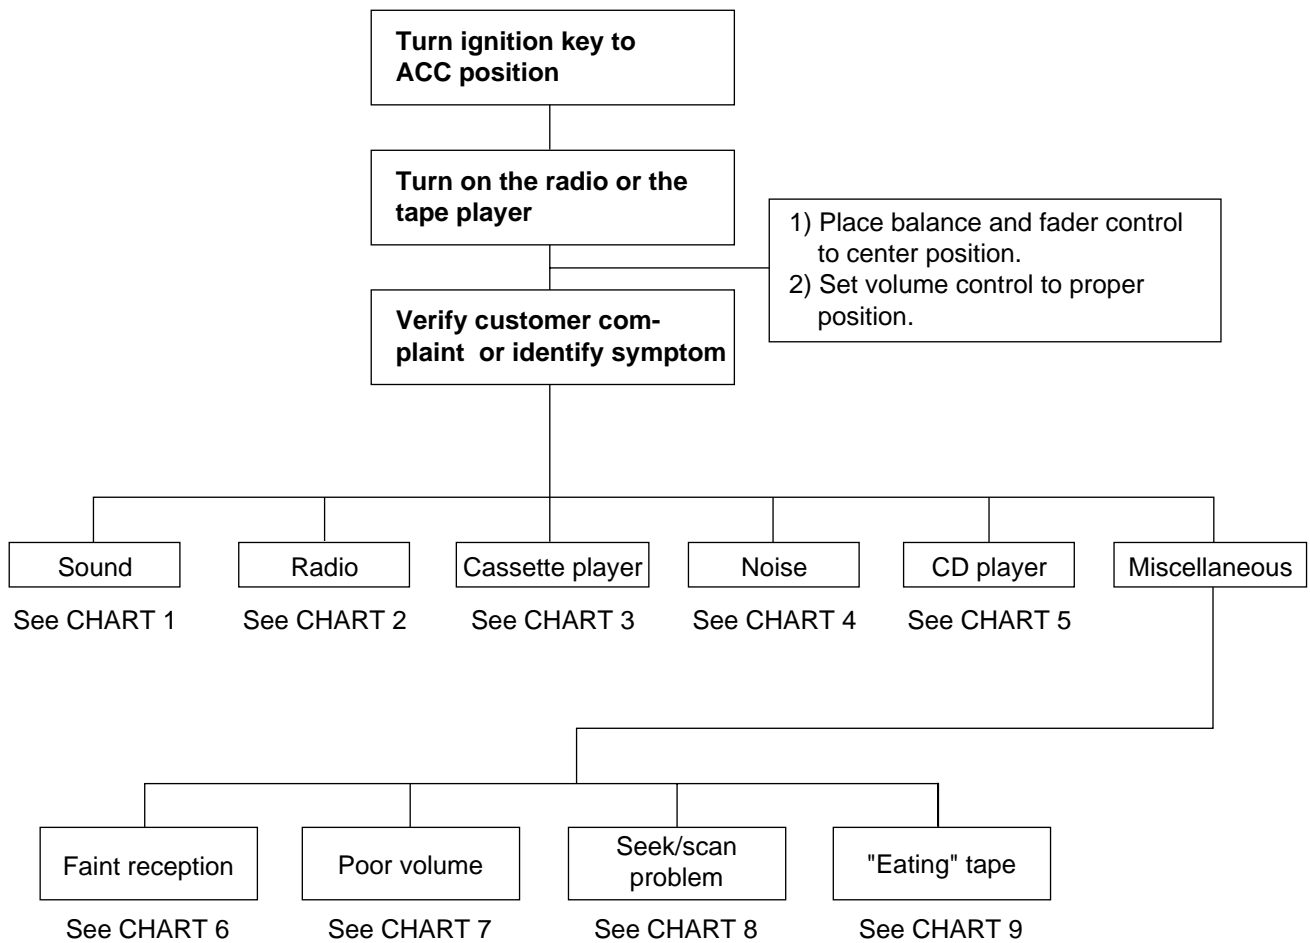 Turn ignition key to
ACC position
Turn on the radio or the
tape player
1) Place balance and fader control
to center position.
2) Set volume control to proper
position.
Verify customer com-
plaint or identify symptom
Sound
Radio
Cassette player
Noise
CD player
Miscellaneous
See CHART 1
See CHART 2
See CHART 3
See CHART 4
See CHART 5
Faint reception
Poor volume
Seek/scan
problem
"Eating" tape
See CHART 6
See CHART 7
See CHART 8
See CHART 9